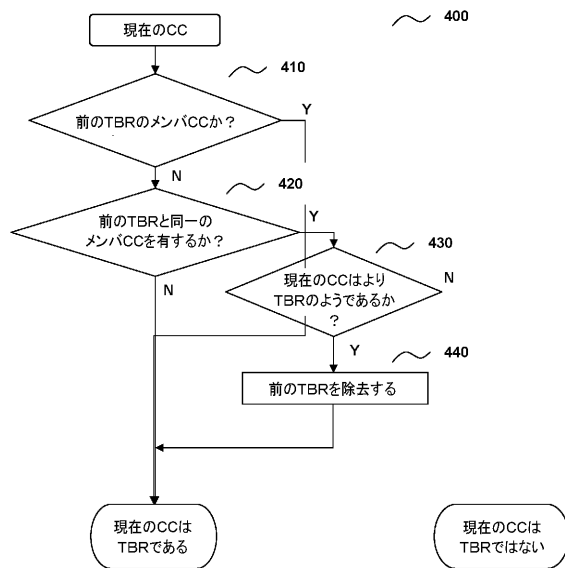 現在のCC
400
410
前のTBRのメンバCCか？
Y
N
420
前のTBRと同一の
メンバCCを有するか？
Y
N
430
現在のCCはより
TBRのようであるか
？
N
Y
440
前のTBRを除去する
現在のCCは
TBRである
現在のCCは
TBRではない